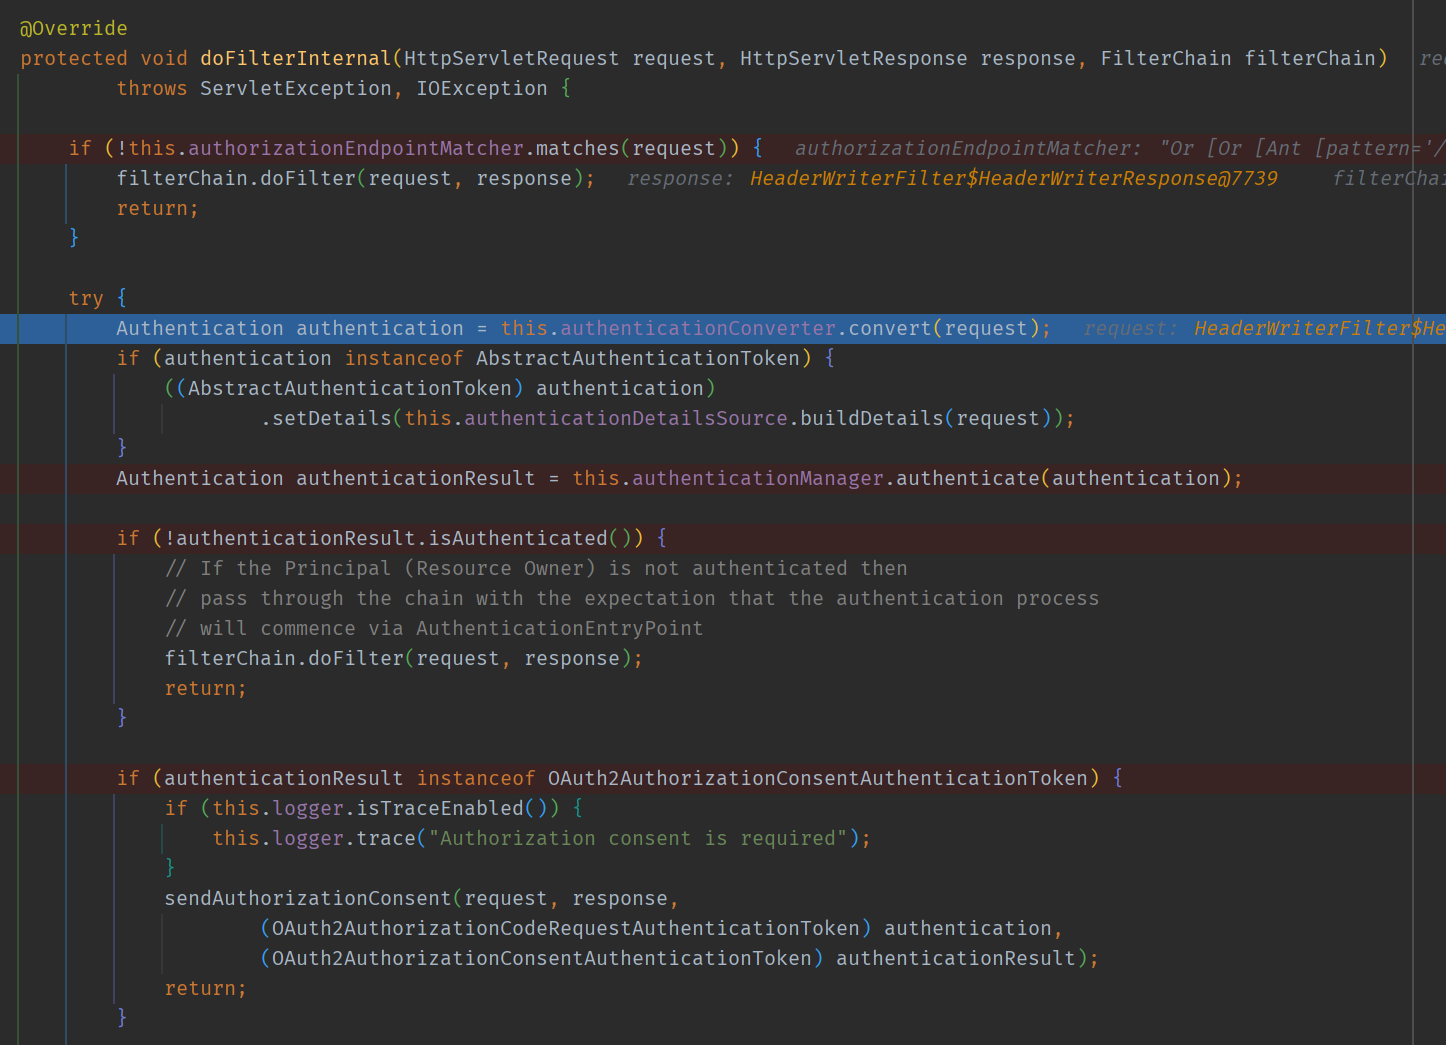 @Override
protected void doFilterInternal(HttpServletRequest request, HttpServletResponse response, FilterChain filterChain)
throws ServletException, IOException {
if (!this.authorizationEndpointMatcher.matches(request)) { authorizationEndpointMatcher: "Or [Or [Ant [pattern='/
filterChain.doFilter(request, response); response: HeaderWriterFilter$HeaderWriterResponse@7739
return;
}
try {
Authentication authentication = this.authenticationConverter.convert(request); request:
if (authentication instanceof AbstractAuthenticationToken) {
((AbstractAuthenticationToken) authentication)
.setDetails(this.authenticationDetailsSource.buildDetails(request));
}
Authentication authenticationResult = this.authenticationManager.authenticate(authentication);
if (!authenticationResult.isAuthenticated()) {
// If the Principal (Resource Owner) is not authenticated then
// pass through the chain with the expectation that the authentication process
// will commence via AuthenticationEntryPoint
filterChain.doFilter(request, response);
return;
}
if (authenticationResult instanceof OAuth2AuthorizationConsentAuthenticationToken) {
if (this.logger.isTraceEnabled()) {
this.logger.trace("Authorization consent is required");
}
sendAuthorizationConsent(request, response,
(OAuth2AuthorizationCodeRequestAuthenticationToken) authentication,
(OAuth2AuthorizationConsentAuthenticationToken) authenticationResult);
return;
}